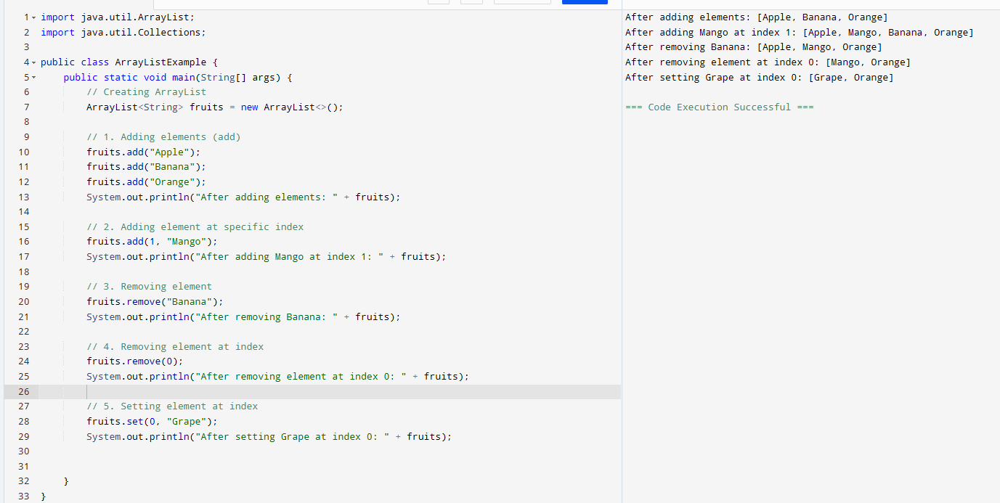 1 import java.util.ArrayList;
2 import java.util.Collections;
3
4 public class ArrayListExample {
5     public static void main(String[] args) {
6         // Creating ArrayList
7         ArrayList<String> fruits = new ArrayList<>();
8
9         // 1. Adding elements (add)
10         fruits.add("Apple");
11         fruits.add("Banana");
12         fruits.add("Orange");
13         System.out.println("After adding elements: " + fruits);
14
15         // 2. Adding element at specific index
16         fruits.add(1, "Mango");
17         System.out.println("After adding Mango at index 1: " + fruits);
18
19         // 3. Removing element
20         fruits.remove("Banana");
21         System.out.println("After removing Banana: " + fruits);
22
23         // 4. Removing element at index
24         fruits.remove(0);
25         System.out.println("After removing element at index 0: " + fruits);
26
27         // 5. Setting element at index
28         fruits.set(0, "Grape");
29         System.out.println("After setting Grape at index 0: " + fruits);
30
31
32     }
33 }
After adding elements: [Apple, Banana, Orange]
After adding Mango at index 1: [Apple, Mango, Banana, Orange]
After removing Banana: [Apple, Mango, Orange]
After removing element at index 0: [Mango, Orange]
After setting Grape at index 0: [Grape, Orange]
=== Code Execution Successful ===